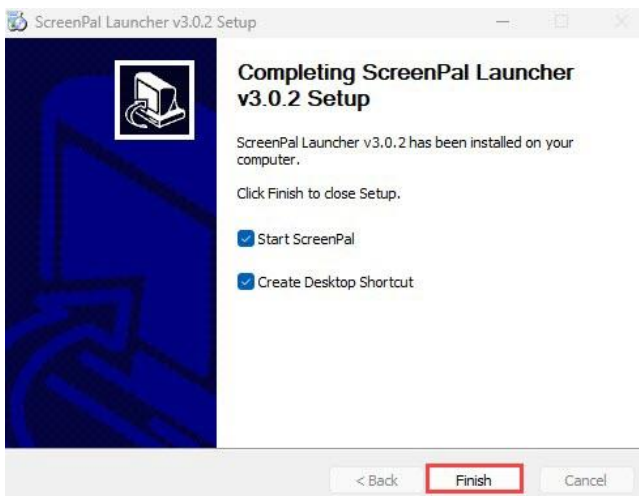 ScreenPal Launcher v3.0.2 Setup
Completing ScreenPal Launcher
v3.0.2 Setup
ScreenPal Launcher v3.0.2 has been installed on your
computer.
Click Finish to close Setup.
Start ScreenPal
Create Desktop Shortcut
< Back
Finish
Cancel